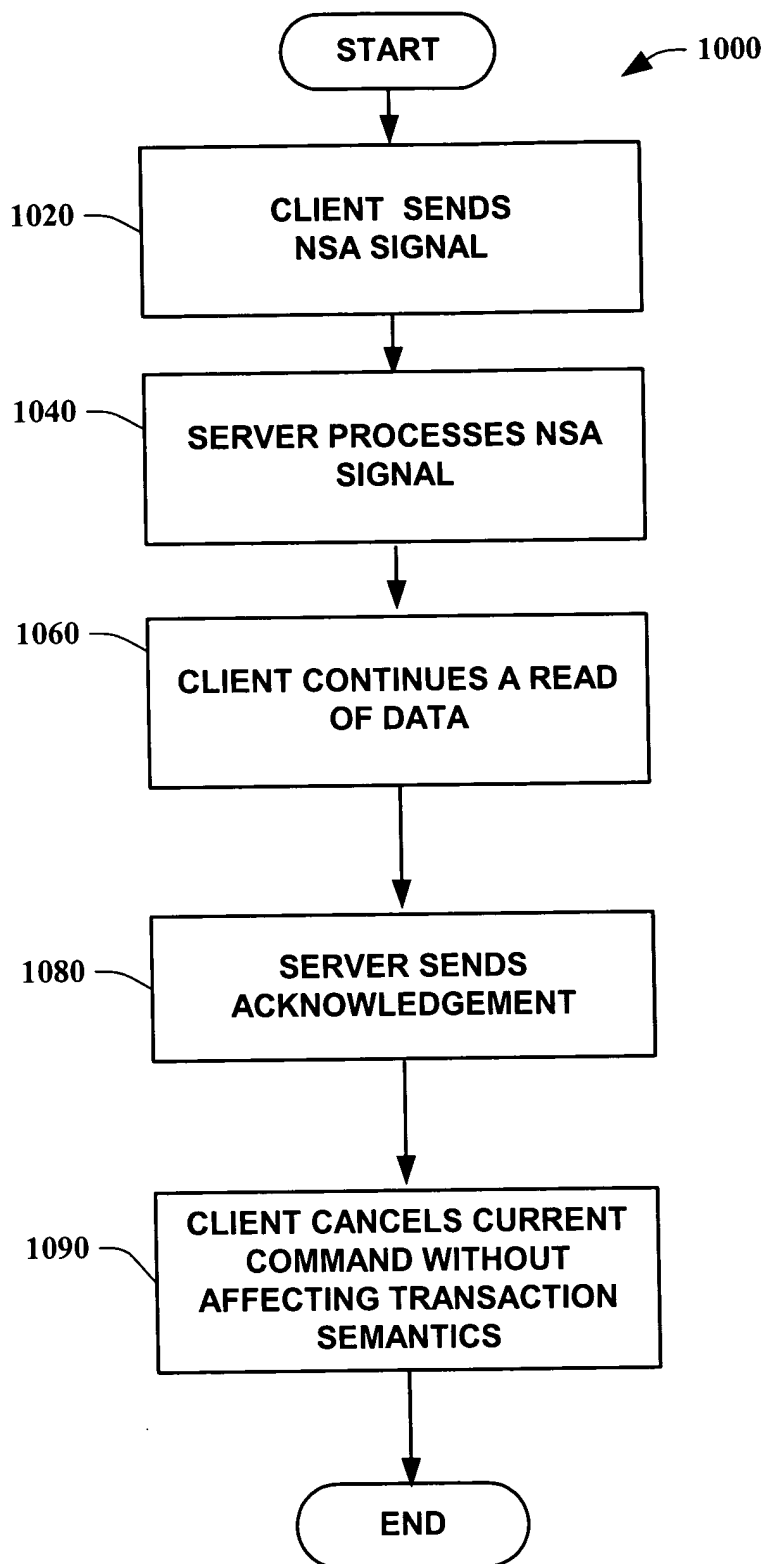 START
1000
1020
CLIENT SENDS
NSA SIGNAL
1040
SERVER PROCESSES NSA
SIGNAL
1060
CLIENT CONTINUES A READ
OF DATA
1080
SERVER SENDS
ACKNOWLEDGEMENT
1090
CLIENT CANCELS CURRENT
COMMAND WITHOUT
AFFECTING TRANSACTION
SEMANTICS
END